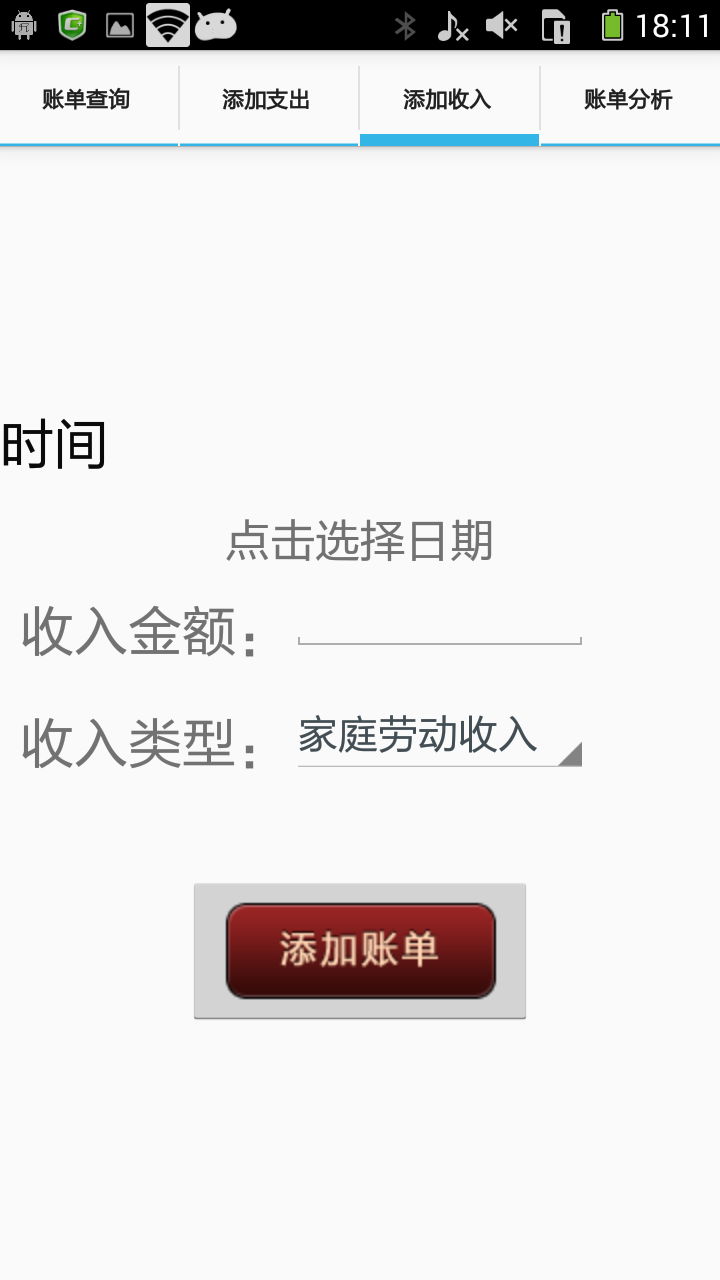 18:11
账单查询 添加支出 添加收入 账单分析
时间
点击选择日期
收入金额：
收入类型： 家庭劳动收入
添加账单